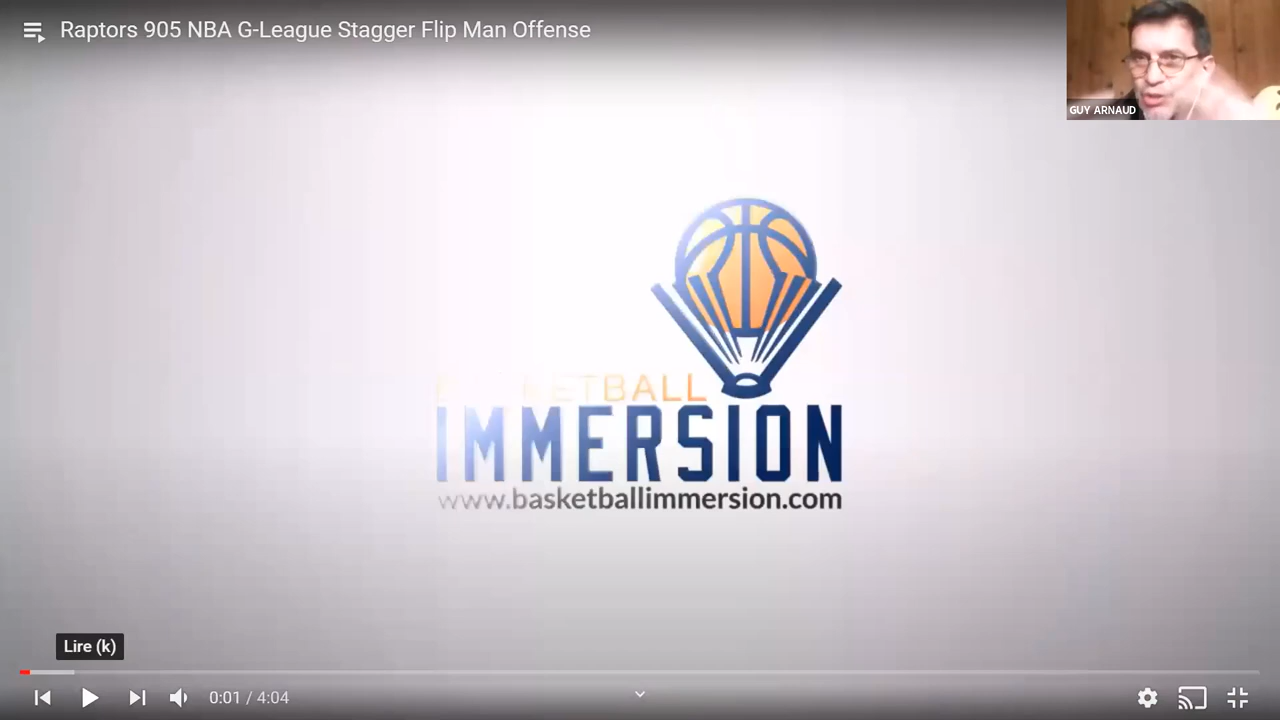 Raptors 905 NBA G-League Stagger Flip Man Offense
GUY ARNAUD
BASKETBALL
IMMERSION
www.basketballimmersion.com
Lire (k)
0:01 / 4:04